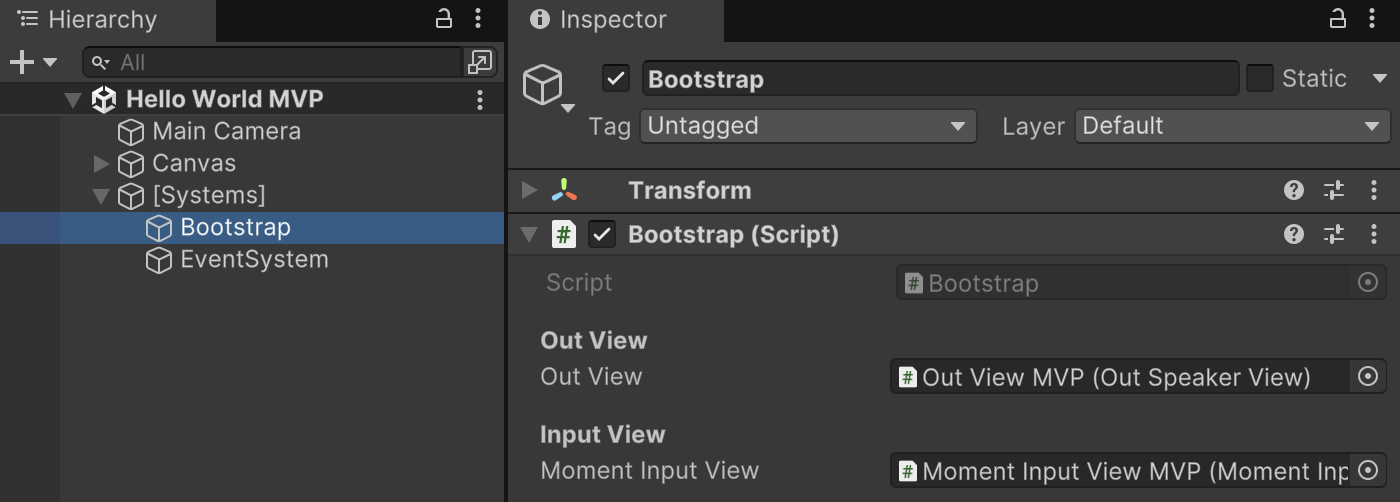 Hierarchy
All
Hello World MVP
Main Camera
Canvas
[Systems]
Bootstrap
EventSystem
Inspector
Bootstrap
Static
Tag
Untagged
Layer
Default
Transform
Bootstrap (Script)
Script
Bootstrap
Out View
Out View
Out View MVP (Out Speaker View)
Input View
Moment Input View
Moment Input View MVP (Moment Inp